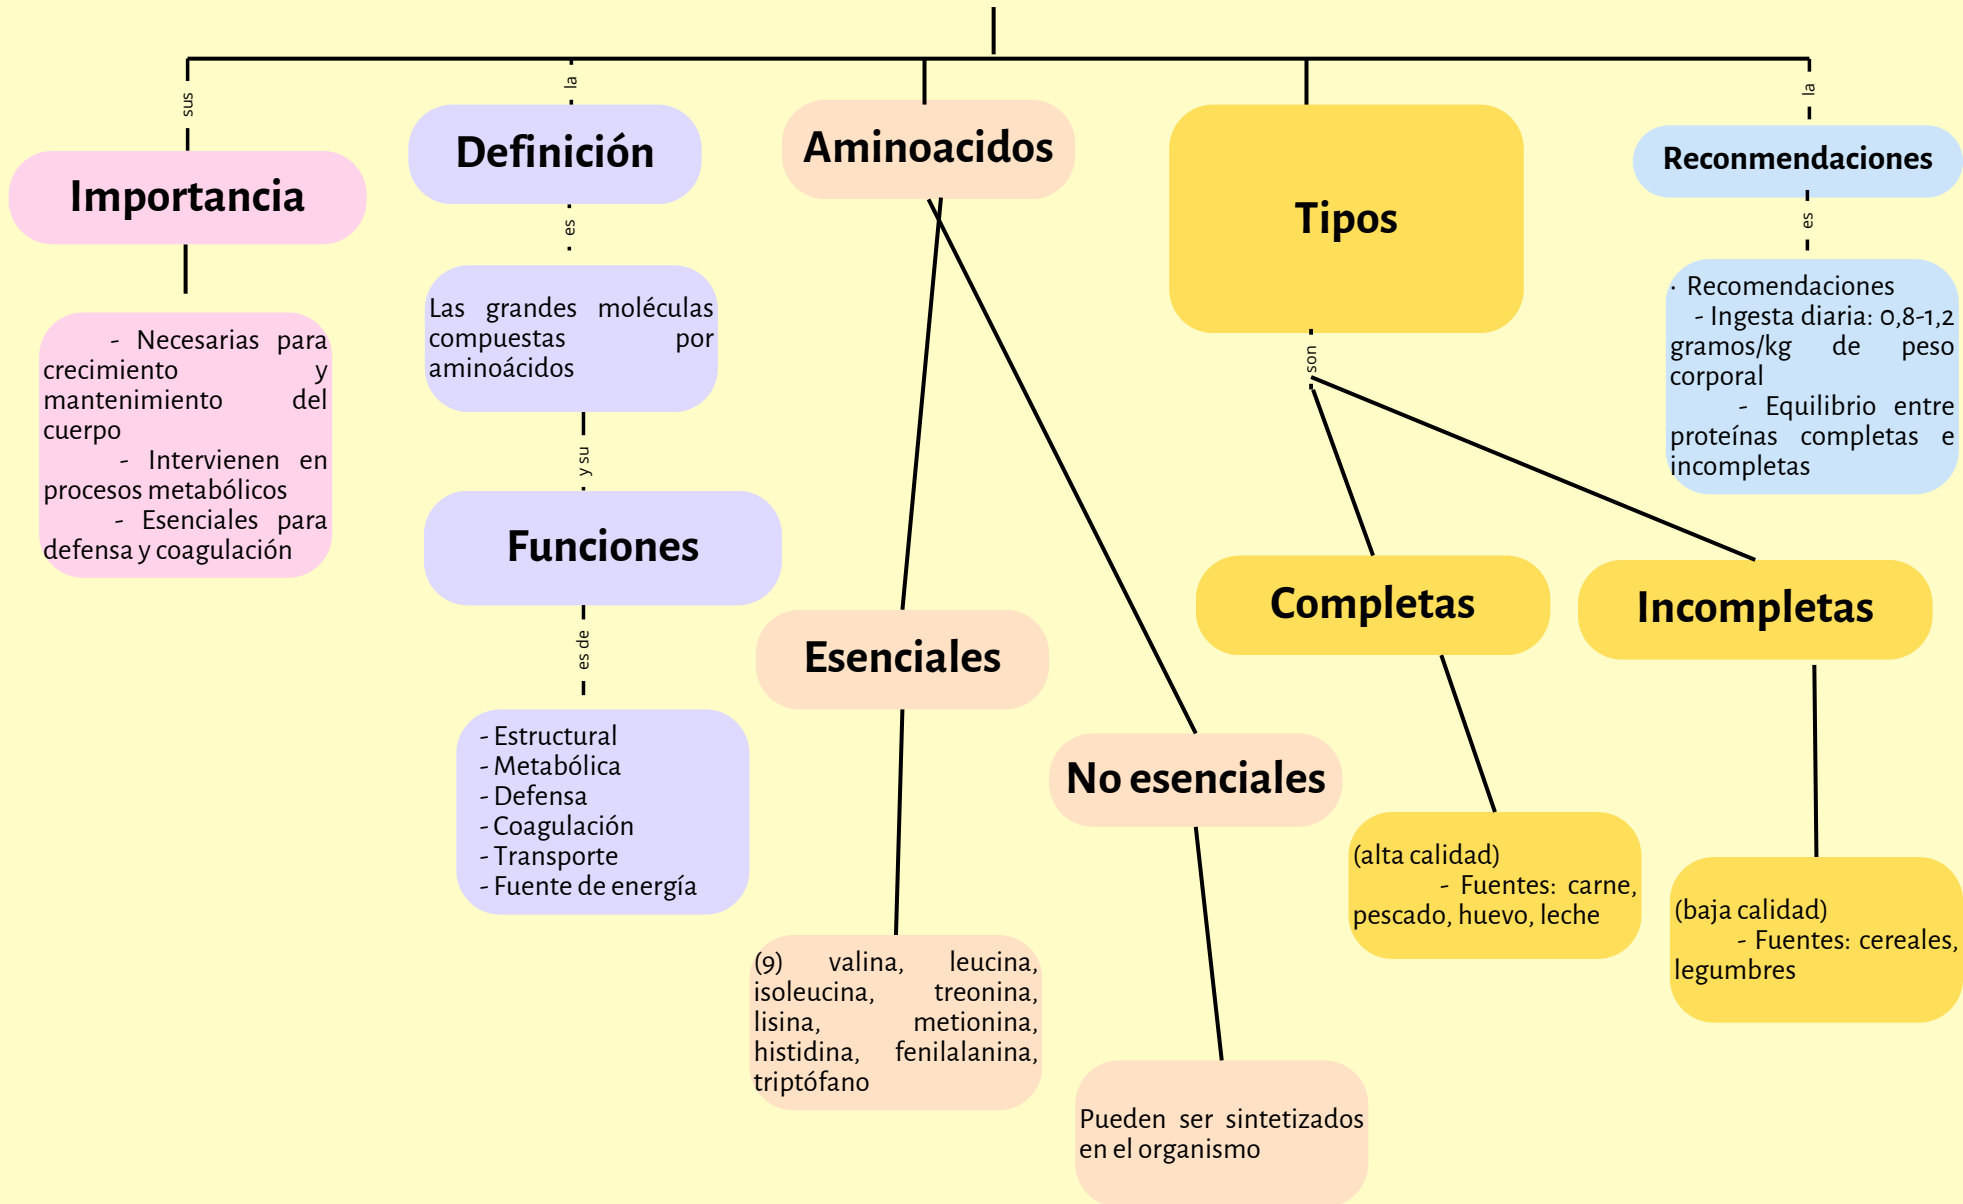 sus
Importancia
- Necesarias para
crecimiento y
mantenimiento del
cuerpo
- Intervienen en
procesos metabólicos
- Esenciales para
defensa y coagulación
la
Definición
es
Las grandes moléculas
compuestas por
aminoácidos
y su
Funciones
es de
- Estructural
- Metabólica
- Defensa
- Coagulación
- Transporte
- Fuente de energía
Aminoacidos
Esenciales
(9) valina, leucina,
isoleucina, treonina,
lisina, metionina,
histidina, fenilalanina,
triptófano
No esenciales
Pueden ser sintetizados
en el organismo
Tipos
son
Completas
(alta calidad)
- Fuentes: carne,
pescado, huevo, leche
Incompletas
(baja calidad)
- Fuentes: cereales,
legumbres
la
Reconmendaciones
es
· Recomendaciones
- Ingesta diaria: 0,8-1,2
gramos/kg de peso
corporal
- Equilibrio entre
proteínas completas e
incompletas